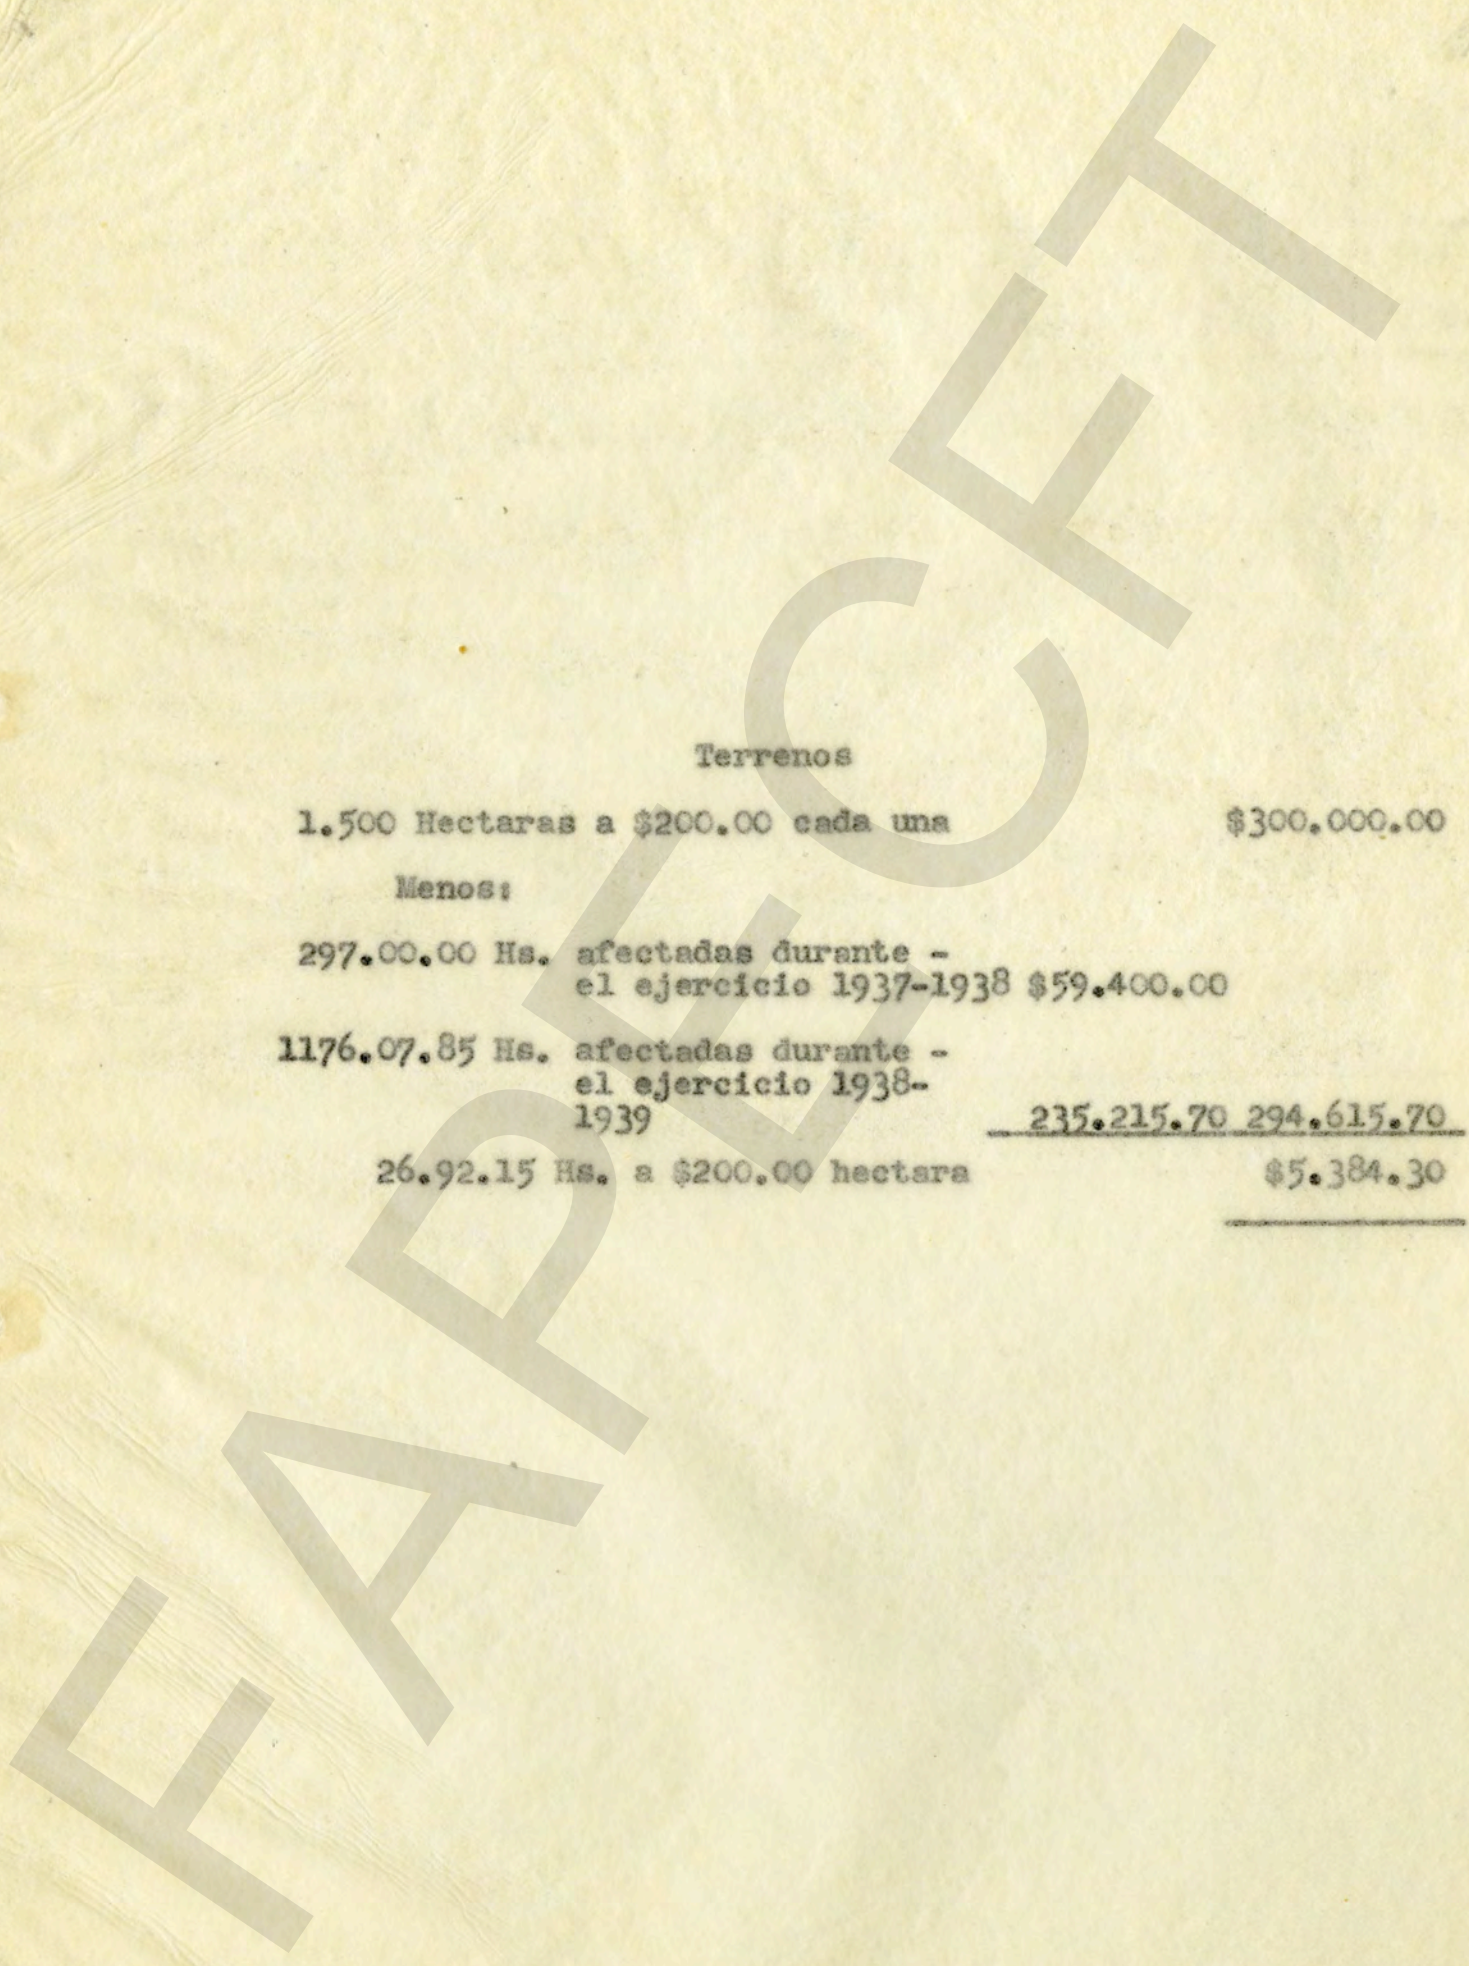 Terrenos
1.500 Hectaras a $200.00 cada una $300.000.00
Menos:
297.00.00 Hs. afectadas durante -
el ejercicio 1937-1938 $59.400.00
1176.07.85 Hs. afectadas durante -
el ejercicio 1938-
1939 235.215.70 294.615.70
26.92.15 Hs. a $200.00 hectara $5.384.30
FAPECFT